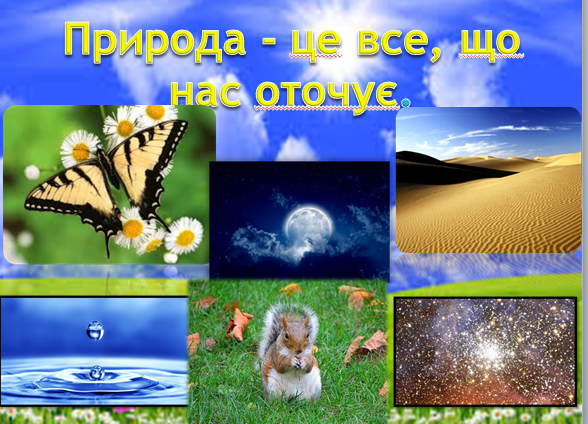 Природа - це все, що
нас оточує.